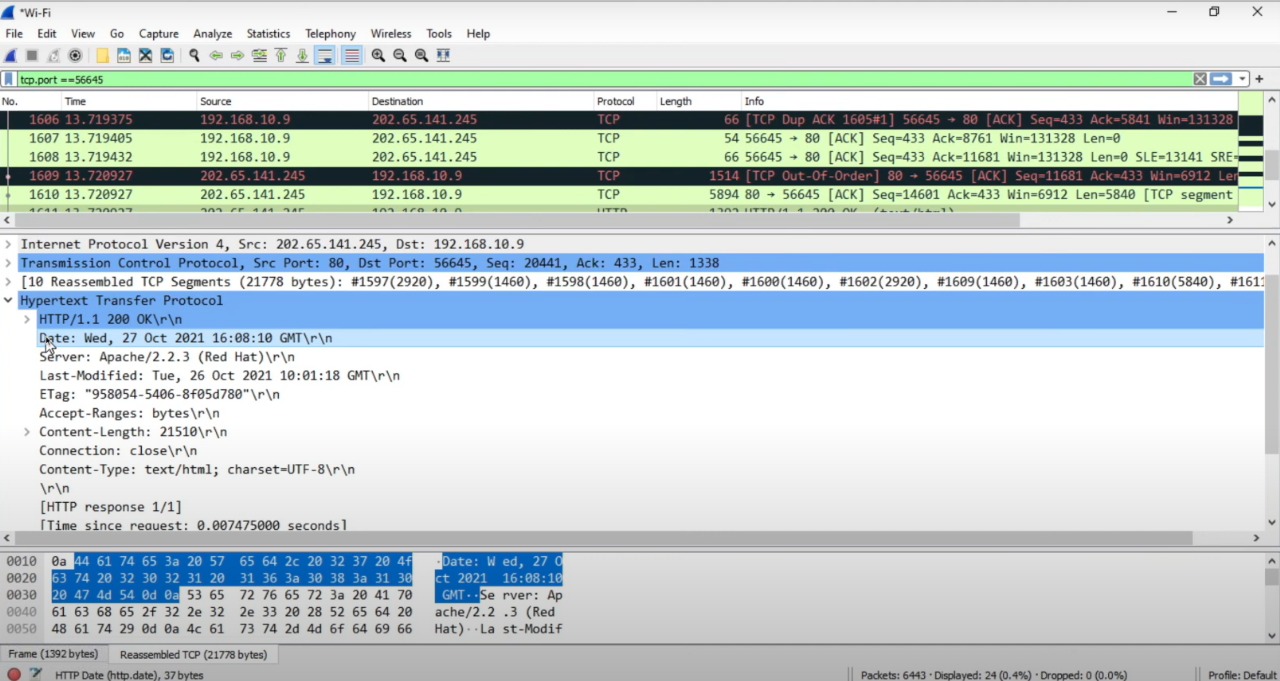 *Wi-Fi
File Edit View Go Capture Analyze Statistics Telephony Wireless Tools Help
tcp.port ==56645
No. Time Source Destination Protocol Length Info
1606 13.719375 192.168.10.9 202.65.141.245 TCP 66 [TCP Dup ACK 1605#1] 56645 → 80 [ACK] Seq=433 Ack=5841 Win=131328
1607 13.719405 192.168.10.9 202.65.141.245 TCP 54 56645 → 80 [ACK] Seq=433 Ack=8761 Win=131328 Len=0
1608 13.719432 192.168.10.9 202.65.141.245 TCP 66 56645 → 80 [ACK] Seq=433 Ack=11681 Win=131328 Len=0 SLE=13141 SRE=
1609 13.720927 202.65.141.245 192.168.10.9 TCP 1514 [TCP Out-Of-Order] 80 → 56645 [ACK] Seq=11681 Ack=433 Win=6912 Len
1610 13.720927 202.65.141.245 192.168.10.9 TCP 5894 80 → 56645 [ACK] Seq=14601 Ack=433 Win=6912 Len=5840 [TCP segment
1611 13.720927 202.65.141.245 192.168.10.9 HTTP 1392 HTTP/1.1 200 OK (text/html)
Internet Protocol Version 4, Src: 202.65.141.245, Dst: 192.168.10.9
Transmission Control Protocol, Src Port: 80, Dst Port: 56645, Seq: 20441, Ack: 433, Len: 1338
[10 Reassembled TCP Segments (21778 bytes): #1597(2920), #1599(1460), #1598(1460), #1601(1460), #1600(1460), #1602(2920), #1609(1460), #1603(1460), #1610(5840), #1611
Hypertext Transfer Protocol
HTTP/1.1 200 OK\r\n
Date: Wed, 27 Oct 2021 16:08:10 GMT\r\n
Server: Apache/2.2.3 (Red Hat)\r\n
Last-Modified: Tue, 26 Oct 2021 10:01:18 GMT\r\n
ETag: "958054-5406-8f05d780"\r\n
Accept-Ranges: bytes\r\n
Content-Length: 21510\r\n
Connection: close\r\n
Content-Type: text/html; charset=UTF-8\r\n
\r\n
[HTTP response 1/1]
[Time since request: 0.007475000 seconds]
0010 0a 44 61 74 65 3a 20 57 65 64 2c 20 32 37 20 4f ·Date: W ed, 27 O
0020 63 74 20 32 30 32 31 20 31 36 3a 30 38 3a 31 30 ct 2021 16:08:10
0030 20 47 4d 54 0d 0a 53 65 72 76 65 72 3a 20 41 70 GMT··Se rver: Ap
0040 61 63 68 65 2f 32 2e 32 2e 33 20 28 52 65 64 20 ache/2.2 .3 (Red
0050 48 61 74 29 0d 0a 4c 61 73 74 2d 4d 6f 64 69 66 Hat)··La st-Modif
Frame (1392 bytes) Reassembled TCP (21778 bytes)
HTTP Date (http.date), 37 bytes Packets: 6443 · Displayed: 24 (0.4%) · Dropped: 0 (0.0%) Profile: Default